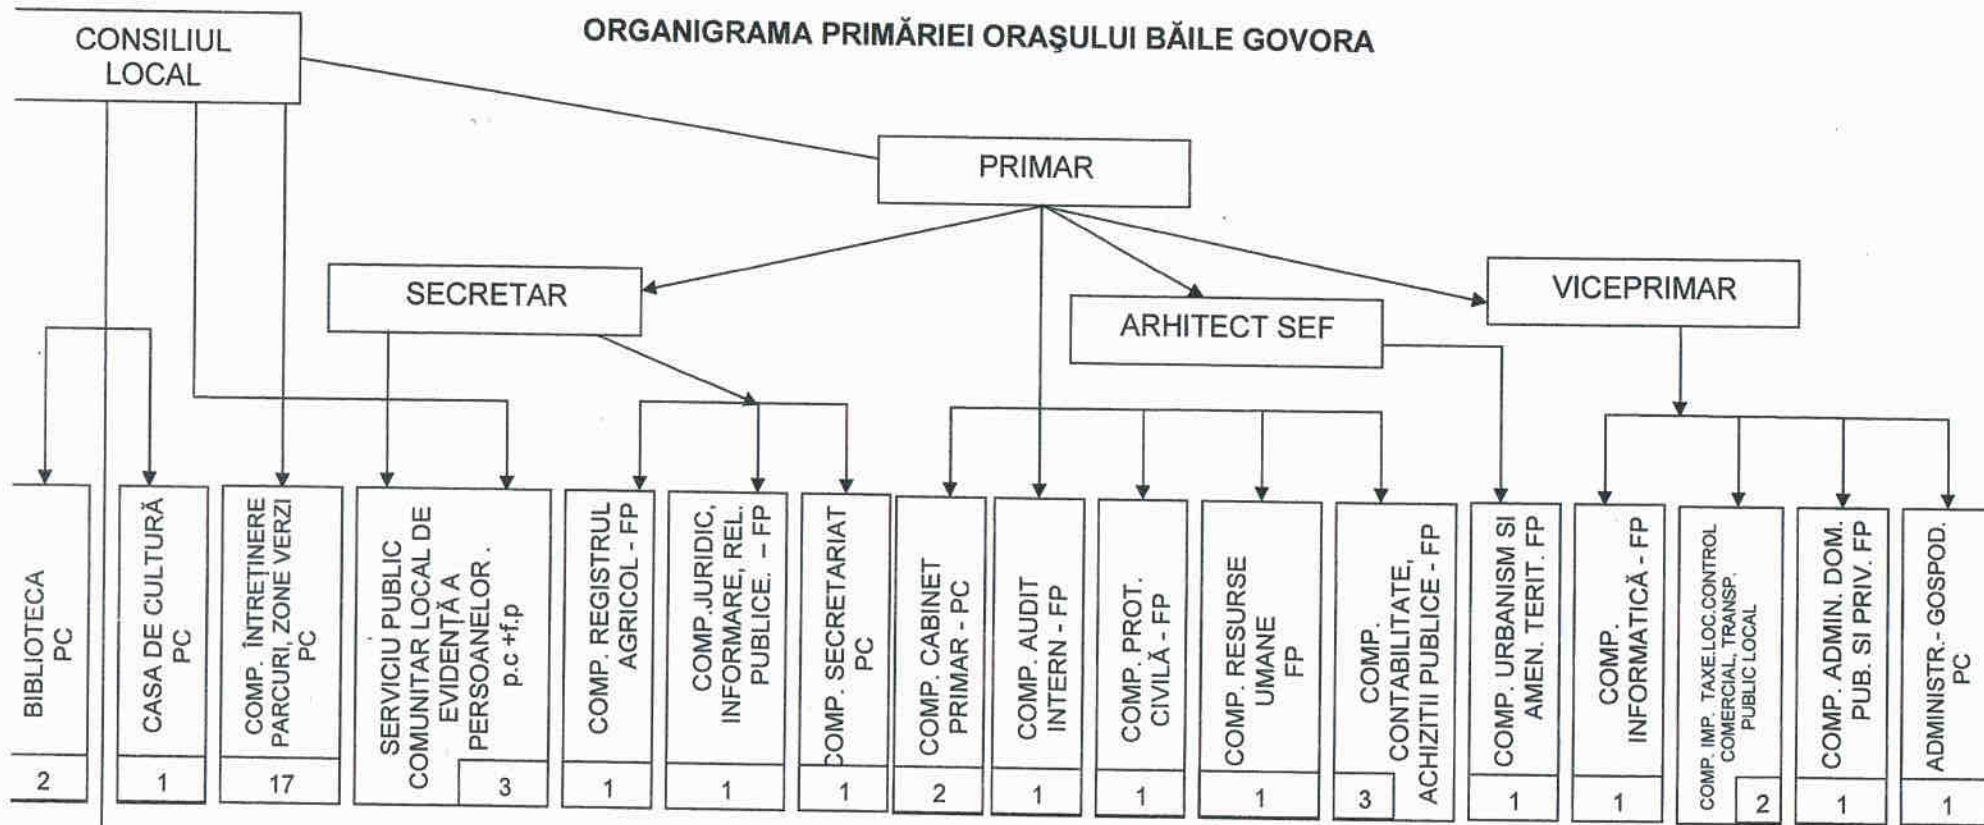 ORGANIGRAMA PRIMĂRIEI ORAŞULUI BĂILE GOVORA
CONSILIUL
LOCAL
PRIMAR
SECRETAR
ARHITECT SEF
VICEPRIMAR
BIBLIOTECA
PC
2
CASA DE CULTURĂ
PC
1
COMP. ÎNTREȚINERE
PARCURI, ZONE VERZI
PC
17
SERVICIU PUBLIC
COMUNITAR LOCAL DE
EVIDENȚĂ A
PERSOANELOR .
p.c +f.p
3
COMP. REGISTRUL
AGRICOL - FP
1
COMP.JURIDIC,
INFORMARE, REL.
PUBLICE. – FP
1
COMP. SECRETARIAT
PC
1
COMP. CABINET
PRIMAR - PC
2
COMP. AUDIT
INTERN - FP
1
COMP. PROT.
CIVILĂ - FP
1
COMP. RESURSE
UMANE
FP
1
COMP.
CONTABILITATE,
ACHIZITII PUBLICE - FP
3
COMP. URBANISM SI
AMEN. TERIT. FP
1
COMP.
INFORMATICĂ - FP
1
COMP. IMP. TAXE.LOC.CONTROL
COMERCIAL, TRANSP.
PUBLIC LOCAL
2
COMP. ADMIN. DOM.
PUB. SI PRIV. FP
1
ADMINISTR.- GOSPOD.
PC
1